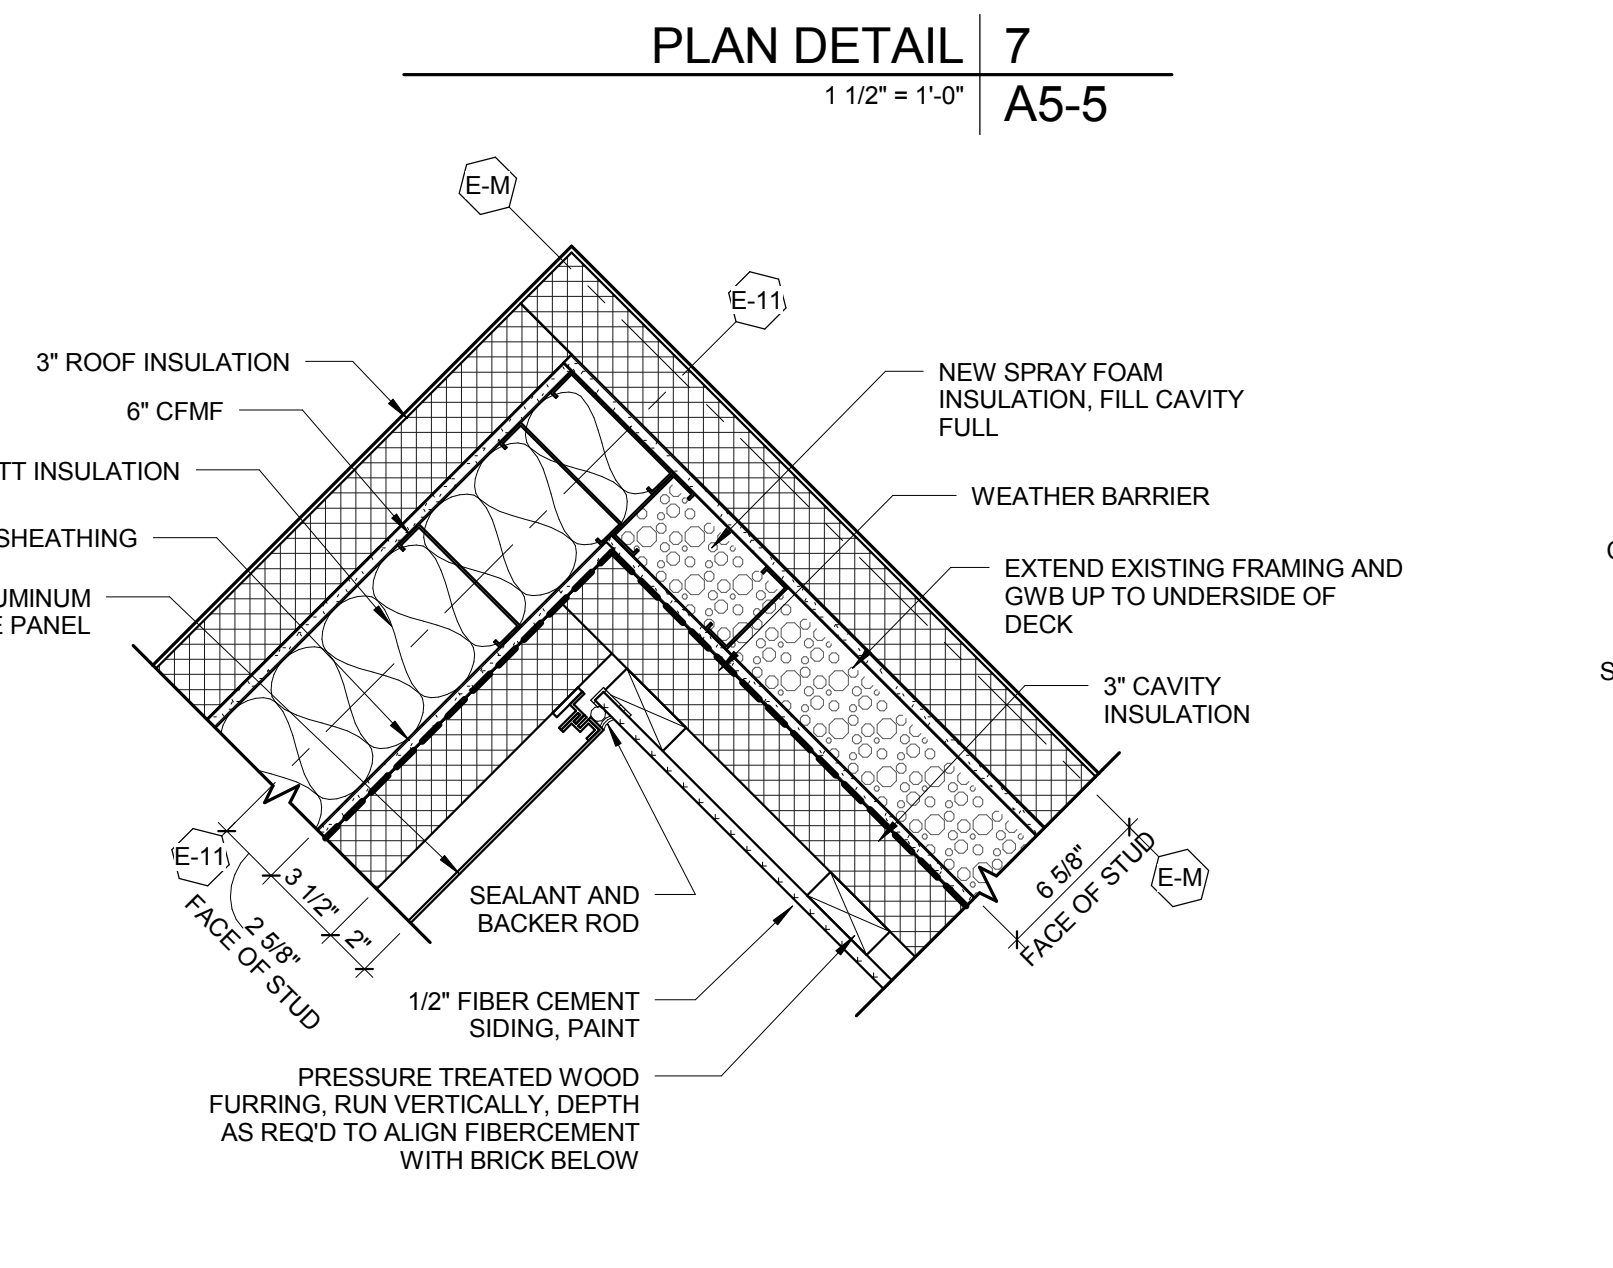 PLAN DETAIL 7
1 1/2" = 1'-0" A5-5
E-M
E-11
3" ROOF INSULATION
6" CFMF
TT INSULATION
SHEATHING
UMINUM
E PANEL
NEW SPRAY FOAM
INSULATION, FILL CAVITY
FULL
WEATHER BARRIER
EXTEND EXISTING FRAMING AND
GWB UP TO UNDERSIDE OF
DECK
3" CAVITY
INSULATION
E-11
3 1/2"
2"
2 5/8"
FACE OF STUD
6 5/8"
FACE OF STUD
E-M
SEALANT AND
BACKER ROD
1/2" FIBER CEMENT
SIDING, PAINT
PRESSURE TREATED WOOD
FURRING, RUN VERTICALLY, DEPTH
AS REQ'D TO ALIGN FIBERCEMENT
WITH BRICK BELOW